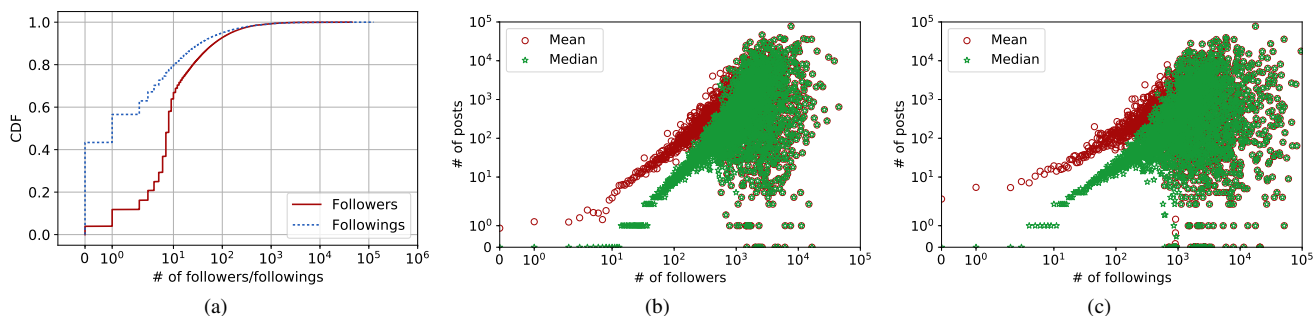 1.0
0.8
0.6
0.4
0.2
0.0
CDF
Followers
Followings
0 10^0 10^1 10^2 10^3 10^4 10^5 10^6
# of followers/followings
(a)
10^5
10^4
10^3
10^2
10^1
10^0
0
# of posts
Mean
Median
0 10^0 10^1 10^2 10^3 10^4 10^5
# of followers
(b)
10^5
10^4
10^3
10^2
10^1
10^0
0
# of posts
Mean
Median
0 10^0 10^1 10^2 10^3 10^4 10^5
# of followings
(c)